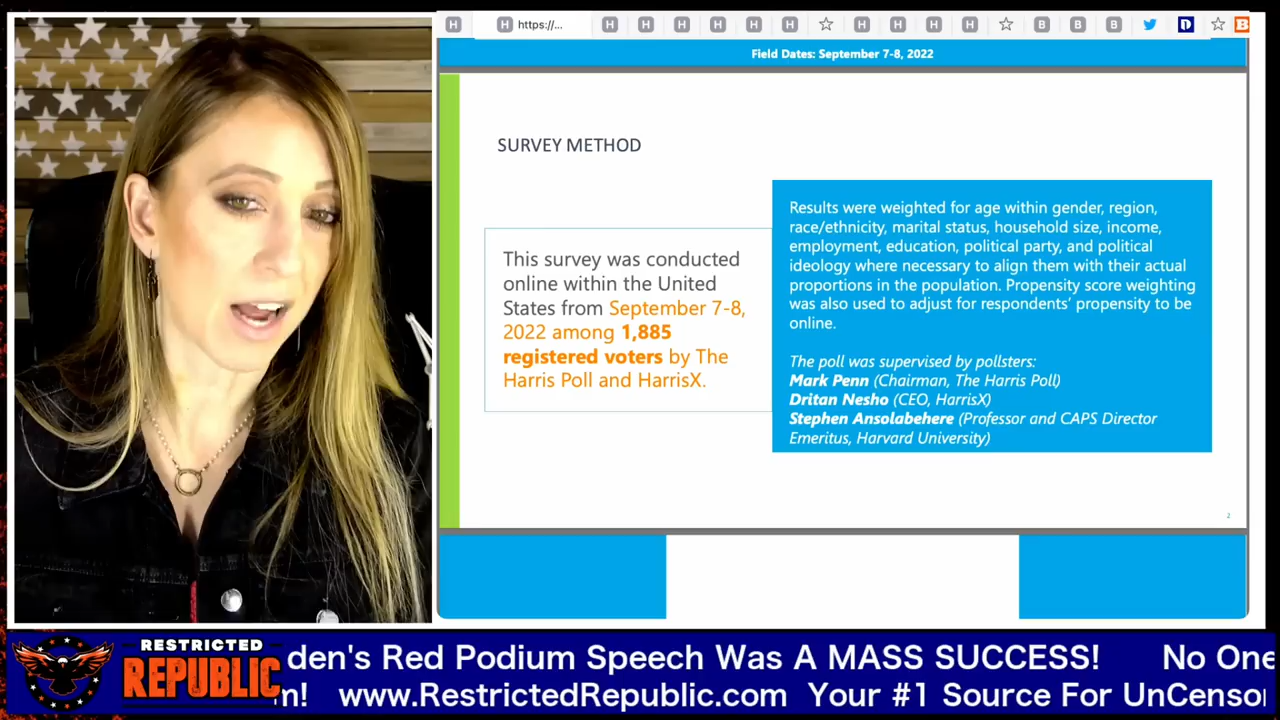 https://...
Field Dates: September 7-8, 2022
SURVEY METHOD
This survey was conducted
online within the United
States from September 7-8,
2022 among 1,885
registered voters by The
Harris Poll and HarrisX.
Results were weighted for age within gender, region,
race/ethnicity, marital status, household size, income,
employment, education, political party, and political
ideology where necessary to align them with their actual
proportions in the population. Propensity score weighting
was also used to adjust for respondents’ propensity to be
online.
The poll was supervised by pollsters:
Mark Penn (Chairman, The Harris Poll)
Dritan Nesho (CEO, HarrisX)
Stephen Ansolabehere (Professor and CAPS Director
Emeritus, Harvard University)
2
RESTRICTED
REPUBLIC
den's Red Podium Speech Was A MASS SUCCESS! No One
m! www.RestrictedRepublic.com Your #1 Source For UnCensor